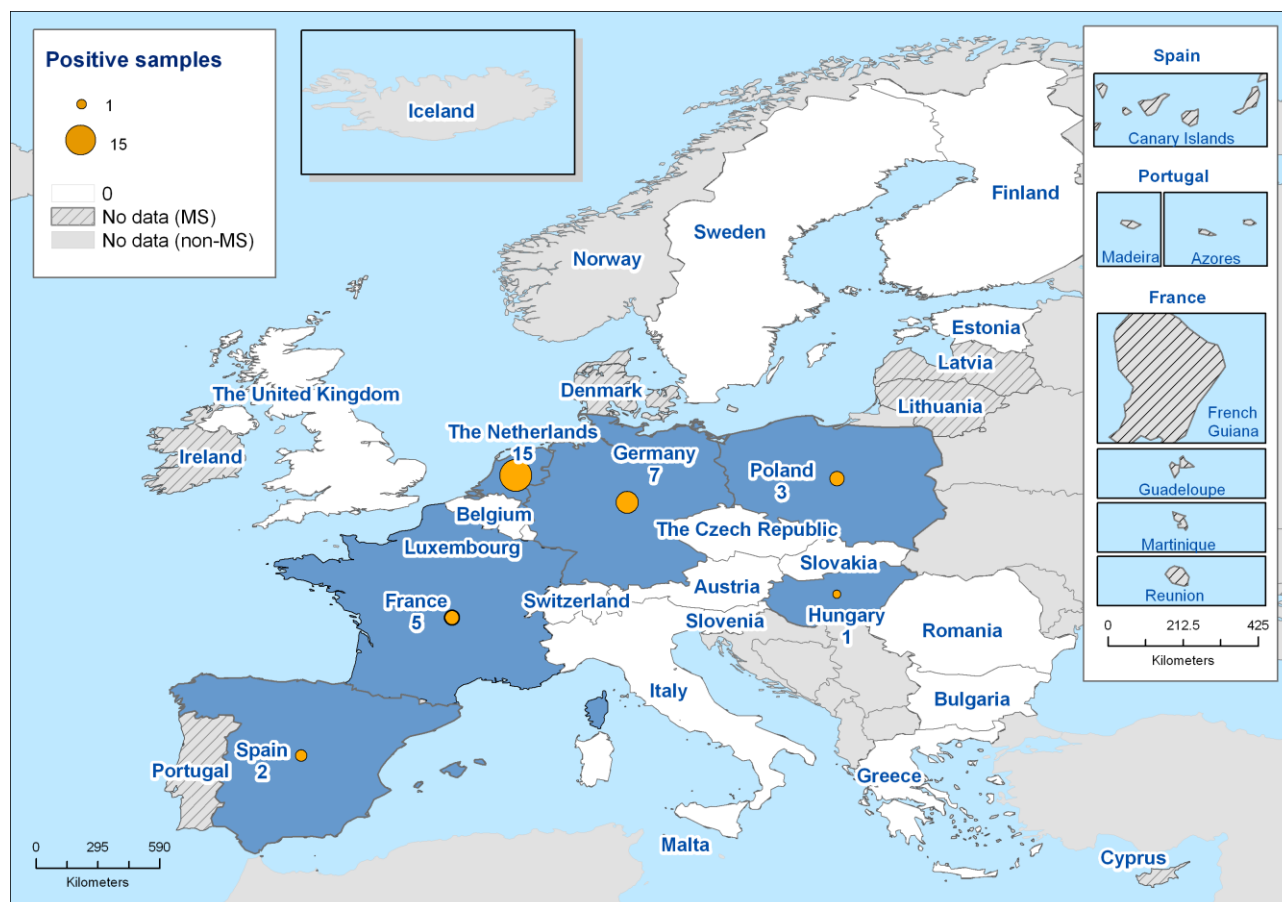 Positive samples
1
15
0
No data (MS)
No data (non-MS)
Iceland
Spain
Canary Islands
Portugal
Madeira
Azores
France
French
Guiana
Guadeloupe
Martinique
Reunion
0 212.5 425
Kilometers
Finland
Sweden
Norway
Estonia
Latvia
Lithuania
Denmark
The United Kingdom
Ireland
The Netherlands
15
Germany
7
Poland
3
Belgium
Luxembourg
The Czech Republic
Slovakia
Austria
Switzerland
Slovenia
Hungary
1
Romania
France
5
Italy
Bulgaria
Spain
2
Portugal
Greece
Malta
Cyprus
0 295 590
Kilometers